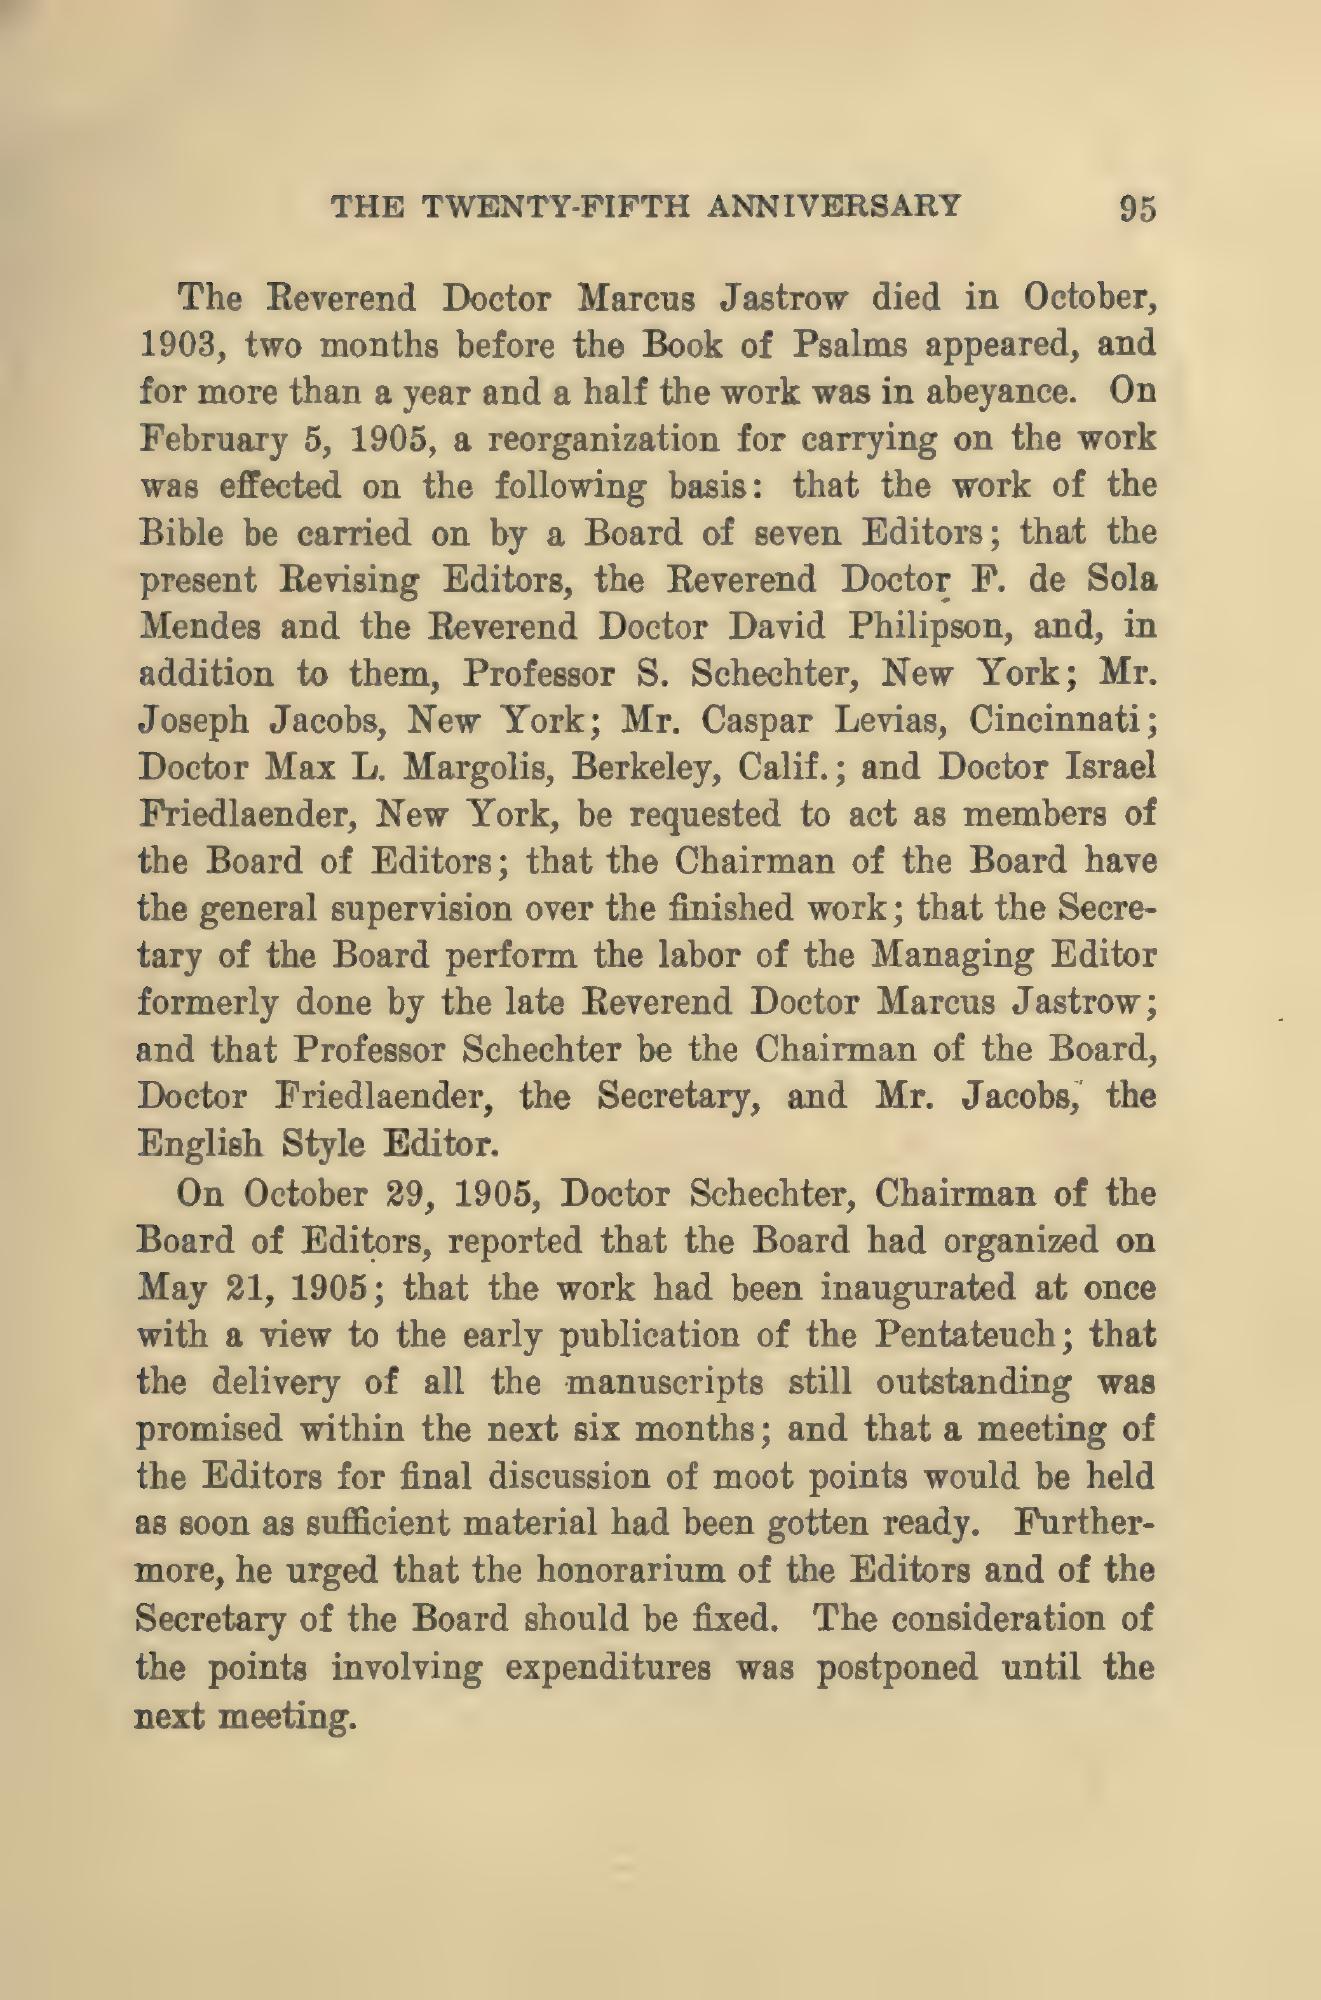 THE TWENTY-FIFTH ANNIVERSARY 95
The Reverend Doctor Marcus Jastrow died in October,
1903, two months before the Book of Psalms appeared, and
for more than a year and a half the work was in abeyance. On
February 5, 1905, a reorganization for carrying on the work
was effected on the following basis: that the work of the
Bible be carried on by a Board of seven Editors; that the
present Revising Editors, the Reverend Doctor F. de Sola
Mendes and the Reverend Doctor David Philipson, and, in
addition to them, Professor S. Schechter, New York; Mr.
Joseph Jacobs, New York; Mr. Caspar Levias, Cincinnati;
Doctor Max L. Margolis, Berkeley, Calif.; and Doctor Israel
Friedlaender, New York, be requested to act as members of
the Board of Editors; that the Chairman of the Board have
the general supervision over the finished work; that the Secre-
tary of the Board perform the labor of the Managing Editor
formerly done by the late Reverend Doctor Marcus Jastrow;
and that Professor Schechter be the Chairman of the Board,
Doctor Friedlaender, the Secretary, and Mr. Jacobs, the
English Style Editor.
On October 29, 1905, Doctor Schechter, Chairman of the
Board of Editors, reported that the Board had organized on
May 21, 1905; that the work had been inaugurated at once
with a view to the early publication of the Pentateuch; that
the delivery of all the manuscripts still outstanding was
promised within the next six months; and that a meeting of
the Editors for final discussion of moot points would be held
as soon as sufficient material had been gotten ready. Further-
more, he urged that the honorarium of the Editors and of the
Secretary of the Board should be fixed. The consideration of
the points involving expenditures was postponed until the
next meeting.